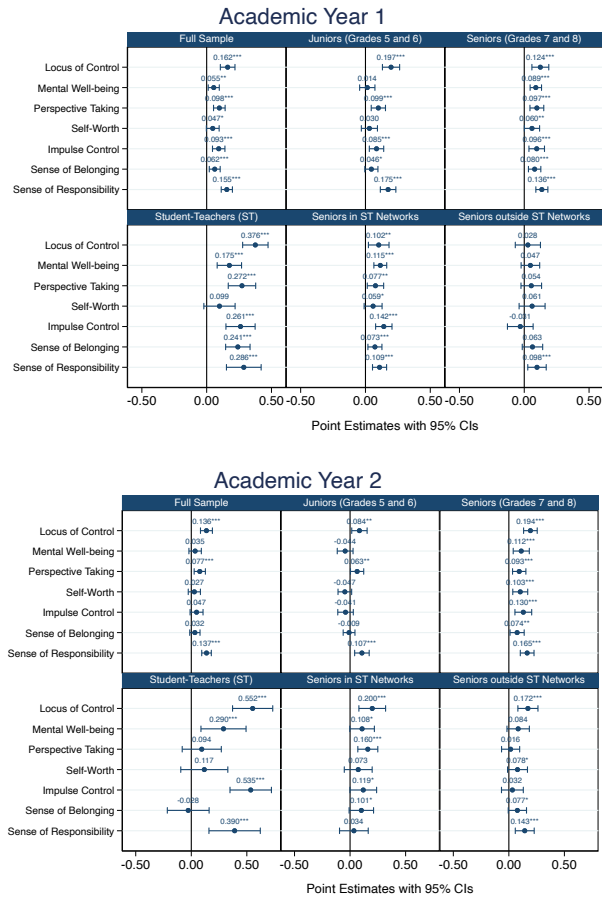 Academic Year 1
Full Sample
Juniors (Grades 5 and 6)
Seniors (Grades 7 and 8)
Locus of Control
0.162***
0.197***
0.124***
Mental Well-being
0.055**
0.014
0.089***
Perspective Taking
0.098***
0.099***
0.097***
Self-Worth
0.047*
0.030
0.060**
Impulse Control
0.093***
0.085***
0.096***
Sense of Belonging
0.062***
0.046*
0.080***
Sense of Responsibility
0.155***
0.175***
0.136***
Student-Teachers (ST)
Seniors in ST Networks
Seniors outside ST Networks
Locus of Control
0.376***
0.102**
0.028
Mental Well-being
0.175***
0.115***
0.047
Perspective Taking
0.272***
0.077**
0.054
Self-Worth
0.099
0.059*
0.061
Impulse Control
0.261***
0.142***
-0.031
Sense of Belonging
0.241***
0.073***
0.063
Sense of Responsibility
0.286***
0.109***
0.098***
-0.50
0.00
0.50
-0.50
0.00
0.50
-0.50
0.00
0.50
Point Estimates with 95% CIs
Academic Year 2
Full Sample
Juniors (Grades 5 and 6)
Seniors (Grades 7 and 8)
Locus of Control
0.136***
0.084**
0.194***
Mental Well-being
0.035
-0.044
0.112***
Perspective Taking
0.077***
0.063**
0.093***
Self-Worth
0.027
-0.047
0.103***
Impulse Control
0.047
-0.041
0.130***
Sense of Belonging
0.032
-0.009
0.074**
Sense of Responsibility
0.137***
0.107***
0.165***
Student-Teachers (ST)
Seniors in ST Networks
Seniors outside ST Networks
Locus of Control
0.552***
0.200***
0.172***
Mental Well-being
0.290***
0.108*
0.084
Perspective Taking
0.094
0.160***
0.016
Self-Worth
0.117
0.073
0.078*
Impulse Control
0.535***
0.119*
0.032
Sense of Belonging
-0.028
0.101*
0.077*
Sense of Responsibility
0.390***
0.034
0.143***
-0.50
0.00
0.50
-0.50
0.00
0.50
-0.50
0.00
0.50
Point Estimates with 95% CIs